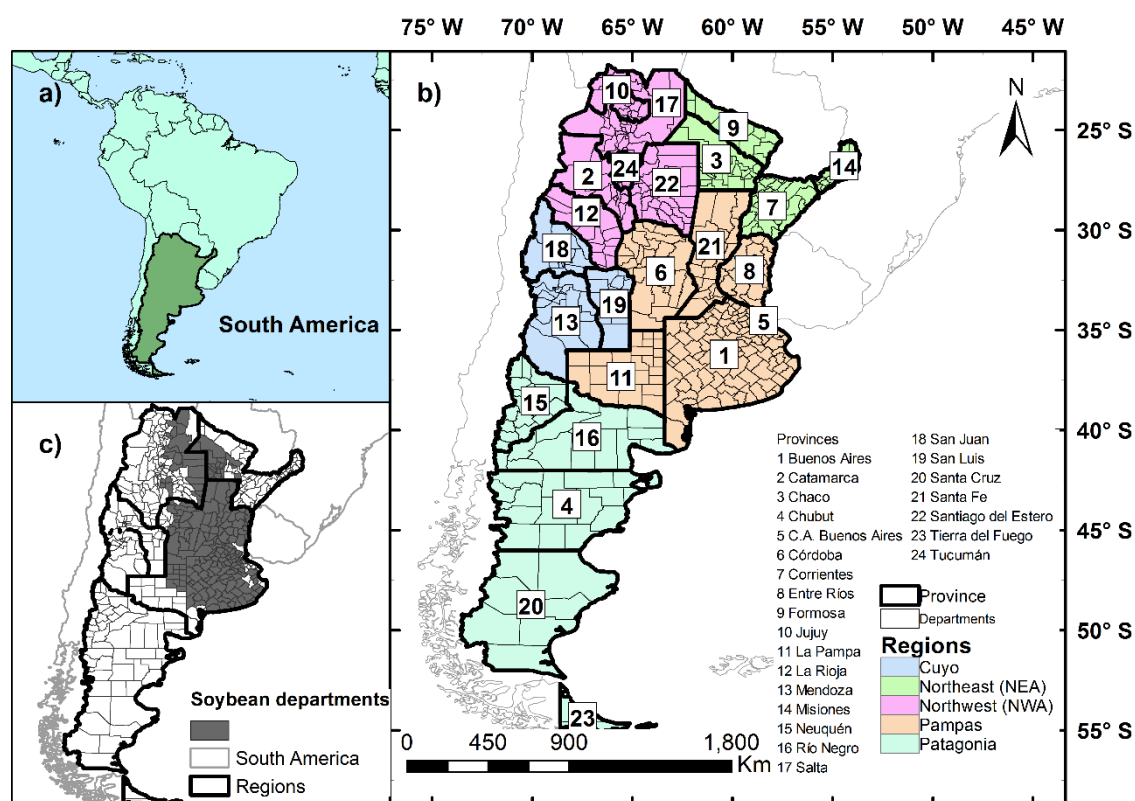 75° W 70° W 65° W 60° W 55° W 50° W 45° W
a)
South America
b)
N
10
17
9
25° S
14
3
24
2
22
7
12
30° S
18
21
6
8
19
13
5
35° S
1
11
15
16
40° S
4
45° S
20
50° S
23
55° S
Provinces
1 Buenos Aires
2 Catamarca
3 Chaco
4 Chubut
5 C.A. Buenos Aires
6 Córdoba
7 Corrientes
8 Entre Ríos
9 Formosa
10 Jujuy
11 La Pampa
12 La Rioja
13 Mendoza
14 Misiones
15 Neuquén
16 Río Negro
17 Salta
18 San Juan
19 San Luis
20 Santa Cruz
21 Santa Fe
22 Santiago del Estero
23 Tierra del Fuego
24 Tucumán
Province
Departments
Regions
Cuyo
Northeast (NEA)
Northwest (NWA)
Pampas
Patagonia
0 450 900 1,800
Km
c)
Soybean departments
South America
Regions